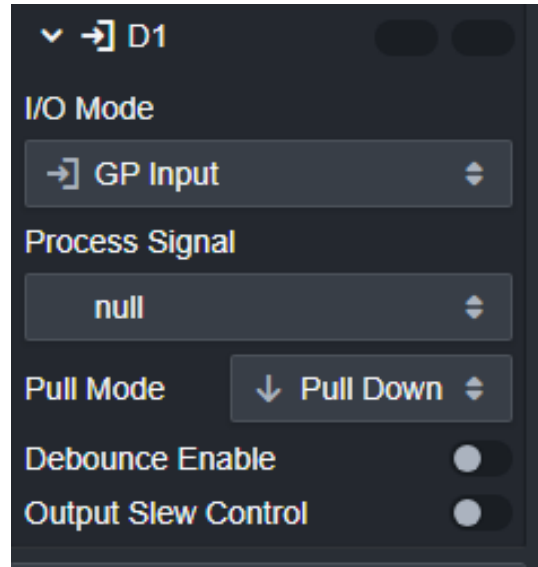 D1
I/O Mode
GP Input
Process Signal
null
Pull Mode Pull Down
Debounce Enable
Output Slew Control